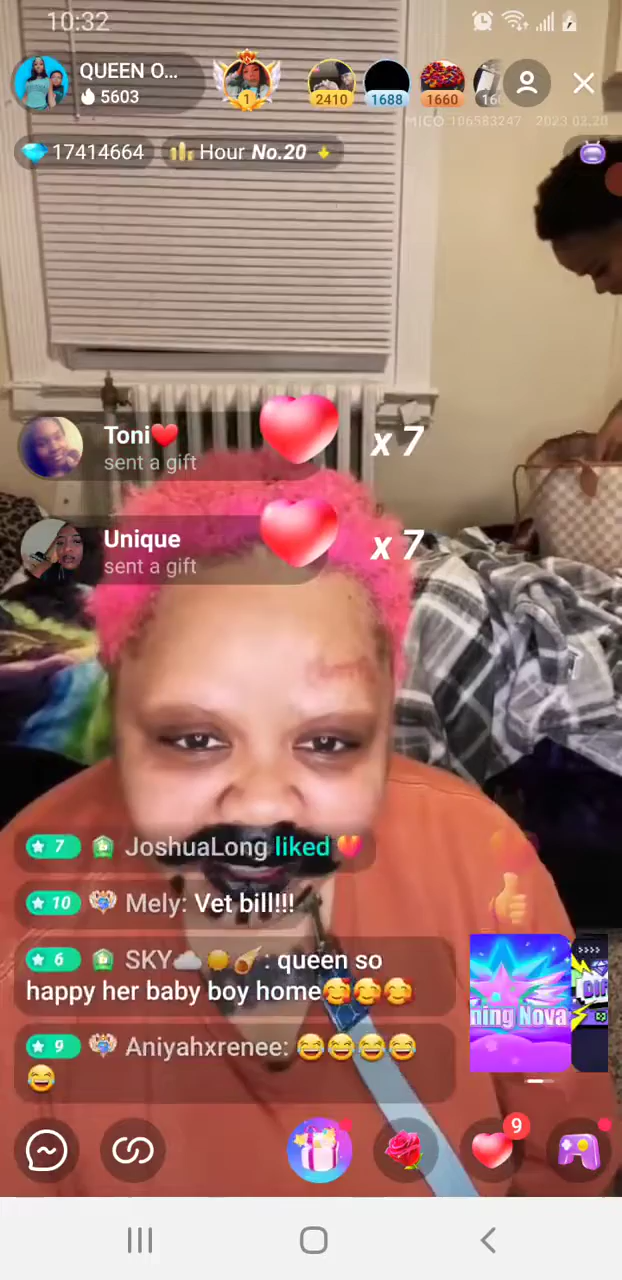 10:32
QUEEN O...
5603
1
2410
1688
1660
16
MICO 106583247 2023.02.20
17414664
Hour No.20
Toni❤️
sent a gift
x 7
Unique
sent a gift
x 7
7 JoshuaLong liked
10 Mely: Vet bill!!!
6 SKY☁️☀️☄️: queen so
happy her baby boy home🥰🥰🥰
9 Aniyahxrenee: 😂😂😂😂
😂
ning Nova
9